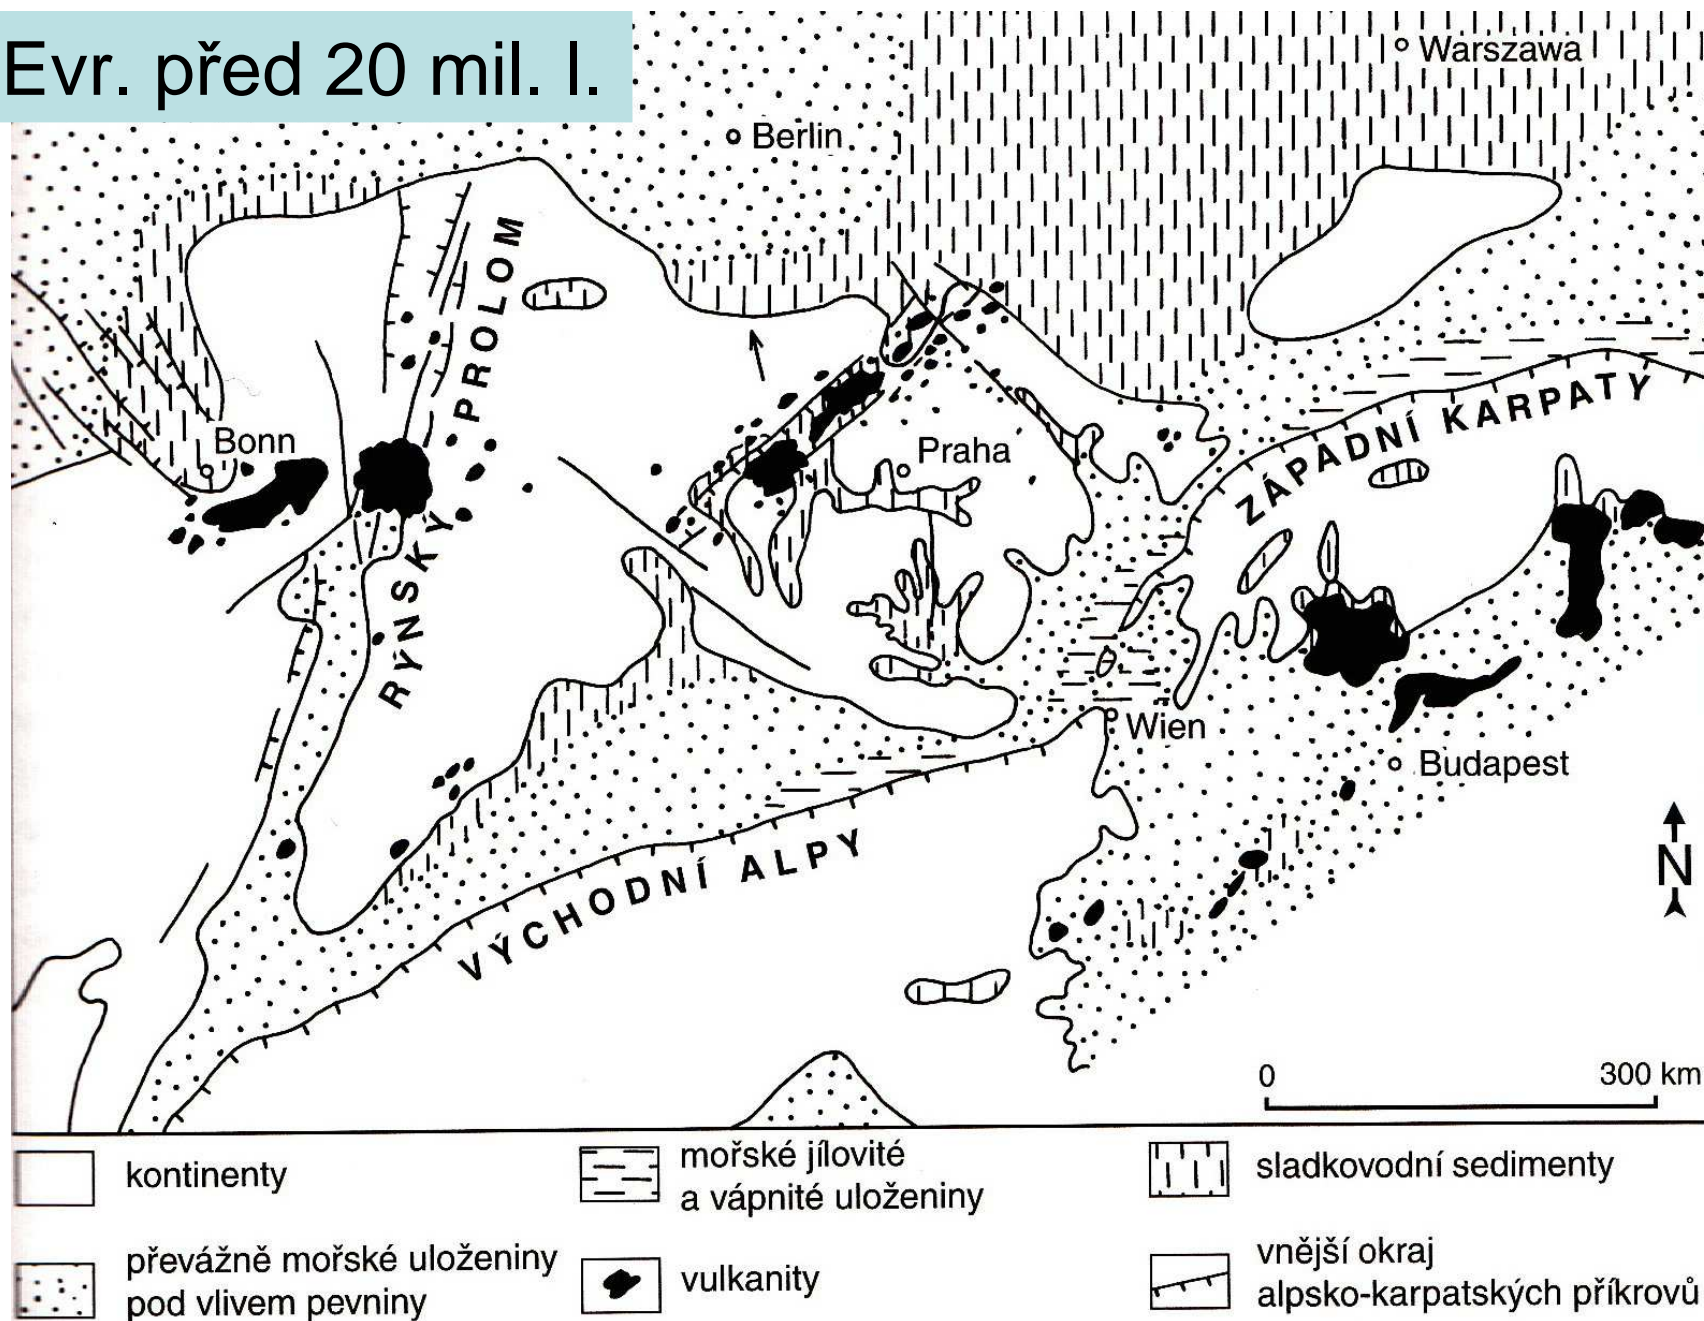 Evr. před 20 mil. l.
Warszawa
Berlin
RÝNSKÝ PROLOM
Bonn
Praha
ZÁPADNÍ KARPATY
Wien
Budapest
VÝCHODNÍ ALPY
N
0 300 km
kontinenty
mořské jílovité
a vápnité uloženiny
sladkovodní sedimenty
převážně mořské uloženiny
pod vlivem pevniny
vulkanity
vnější okraj
alpsko-karpatských příkrovů